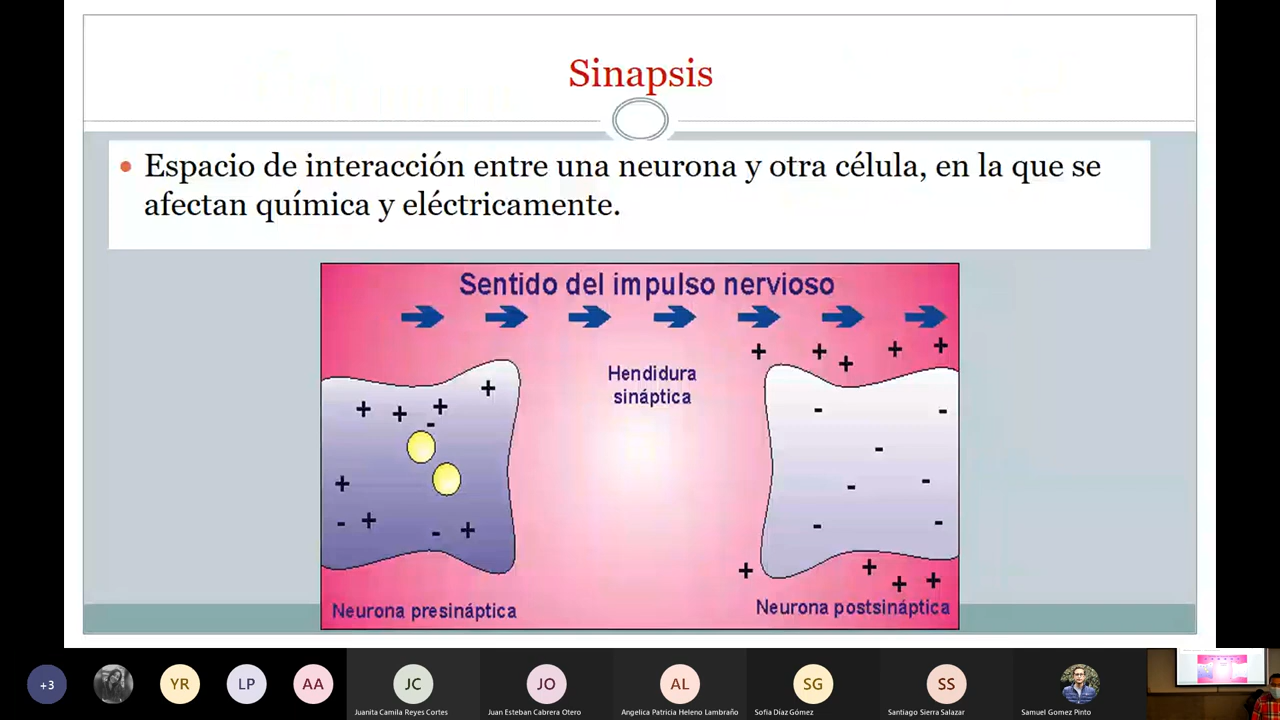 Sinapsis
Espacio de interacción entre una neurona y otra célula, en la que se
afectan química y eléctricamente.
Sentido del impulso nervioso
Hendidura
sináptica
Neurona presináptica
Neurona postsináptica
+3
YR
LP
AA
JC
JO
AL
SG
SS
Juanita Camila Reyes Cortes
Juan Esteban Cabrera Otero
Angelica Patricia Heleno Lambraño
Sofia Díaz Gómez
Santiago Sierra Salazar
Samuel Gomez Pinto